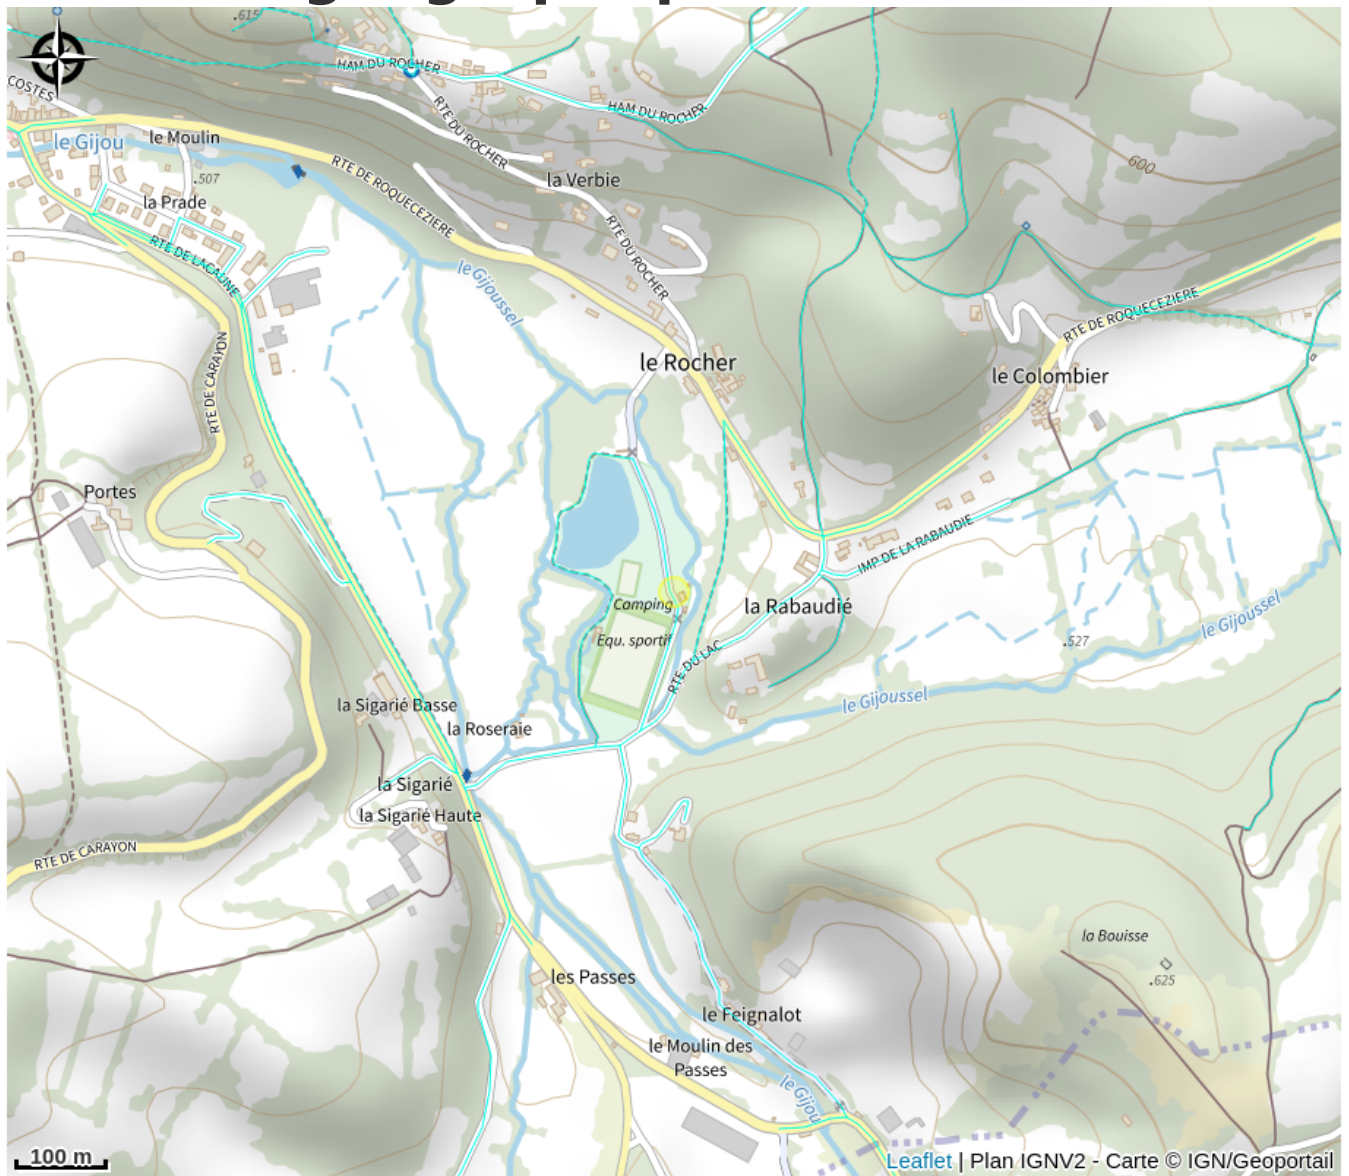 .615
HAM DU ROCHER
COSTES
HAM DU ROCHER
RTE DU ROCHER
le Gijou
le Moulin
RTE DE ROQUECEZIERE
600
.507
la Verbie
la Prade
RTE DE LACAUNE
RTE DU ROCHER
le Gijoussel
RTE DE ROQUECEZIERE
RTE DE CARAYON
le Rocher
le Colombier
Portes
IMP DE LA RABAUDIE
Camping
la Rabaudié
le Gijoussel
Equ. sportif
.527
RTE DU LAC
le Gijoussel
la Sigarié Basse
la Roseraie
la Sigarié
la Sigarié Haute
RTE DE CARAYON
la Bouisse
.625
les Passes
le Feignalot
le Moulin des
Passes
le Gijou
100 m
Leaflet | Plan IGNV2 - Carte © IGN/Geoportail